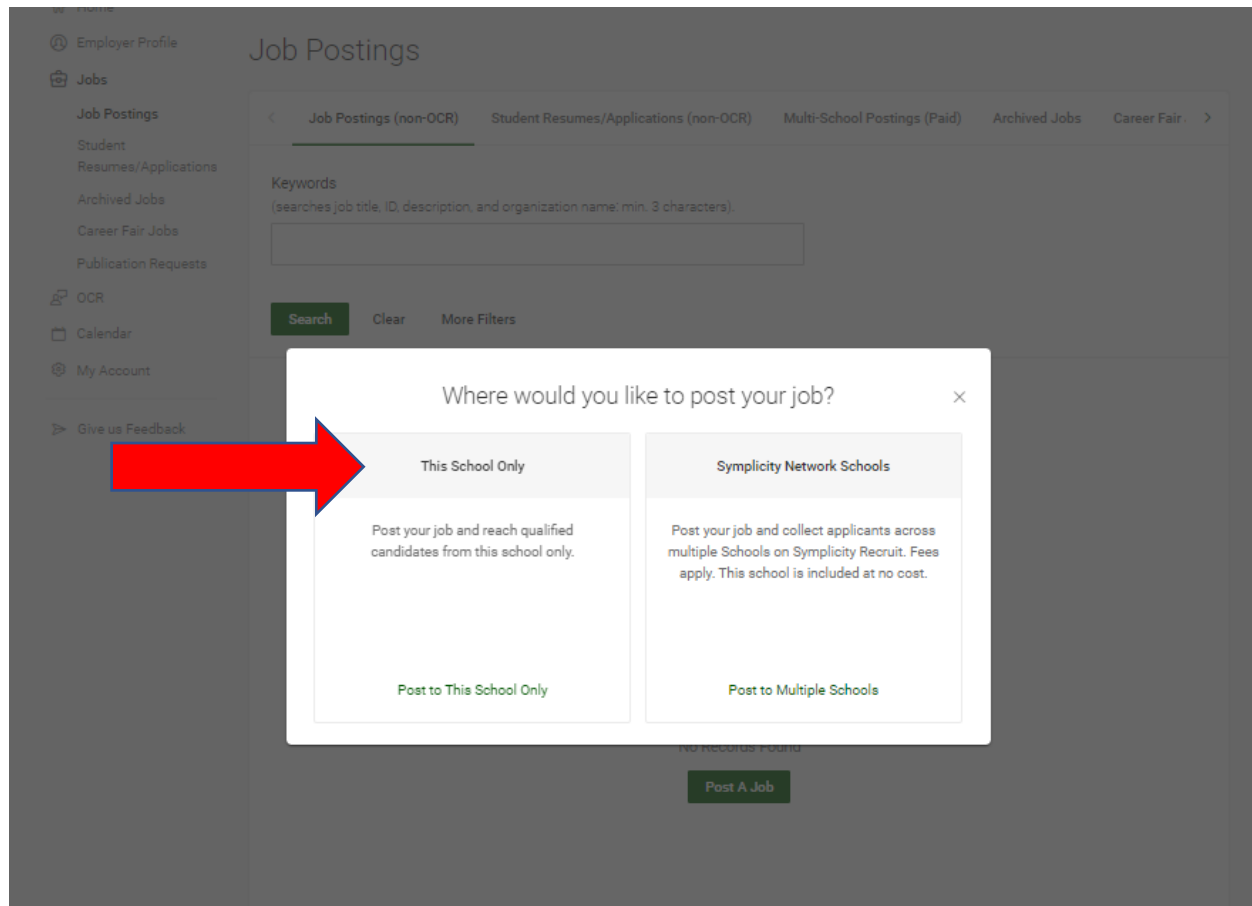 Home
Employer Profile
Jobs
Job Postings
Student
Resumes/Applications
Archived Jobs
Career Fair Jobs
Publication Requests
OCR
Calendar
My Account
Give us Feedback
Job Postings
Job Postings (non-OCR) Student Resumes/Applications (non-OCR) Multi-School Postings (Paid) Archived Jobs Career Fair
Keywords
(searches job title, ID, description, and organization name: min. 3 characters).
Search Clear More Filters
Where would you like to post your job? ×
This School Only
Post your job and reach qualified
candidates from this school only.
Post to This School Only
Symplicity Network Schools
Post your job and collect applicants across
multiple Schools on Symplicity Recruit. Fees
apply. This school is included at no cost.
Post to Multiple Schools
No Records Found
Post A Job